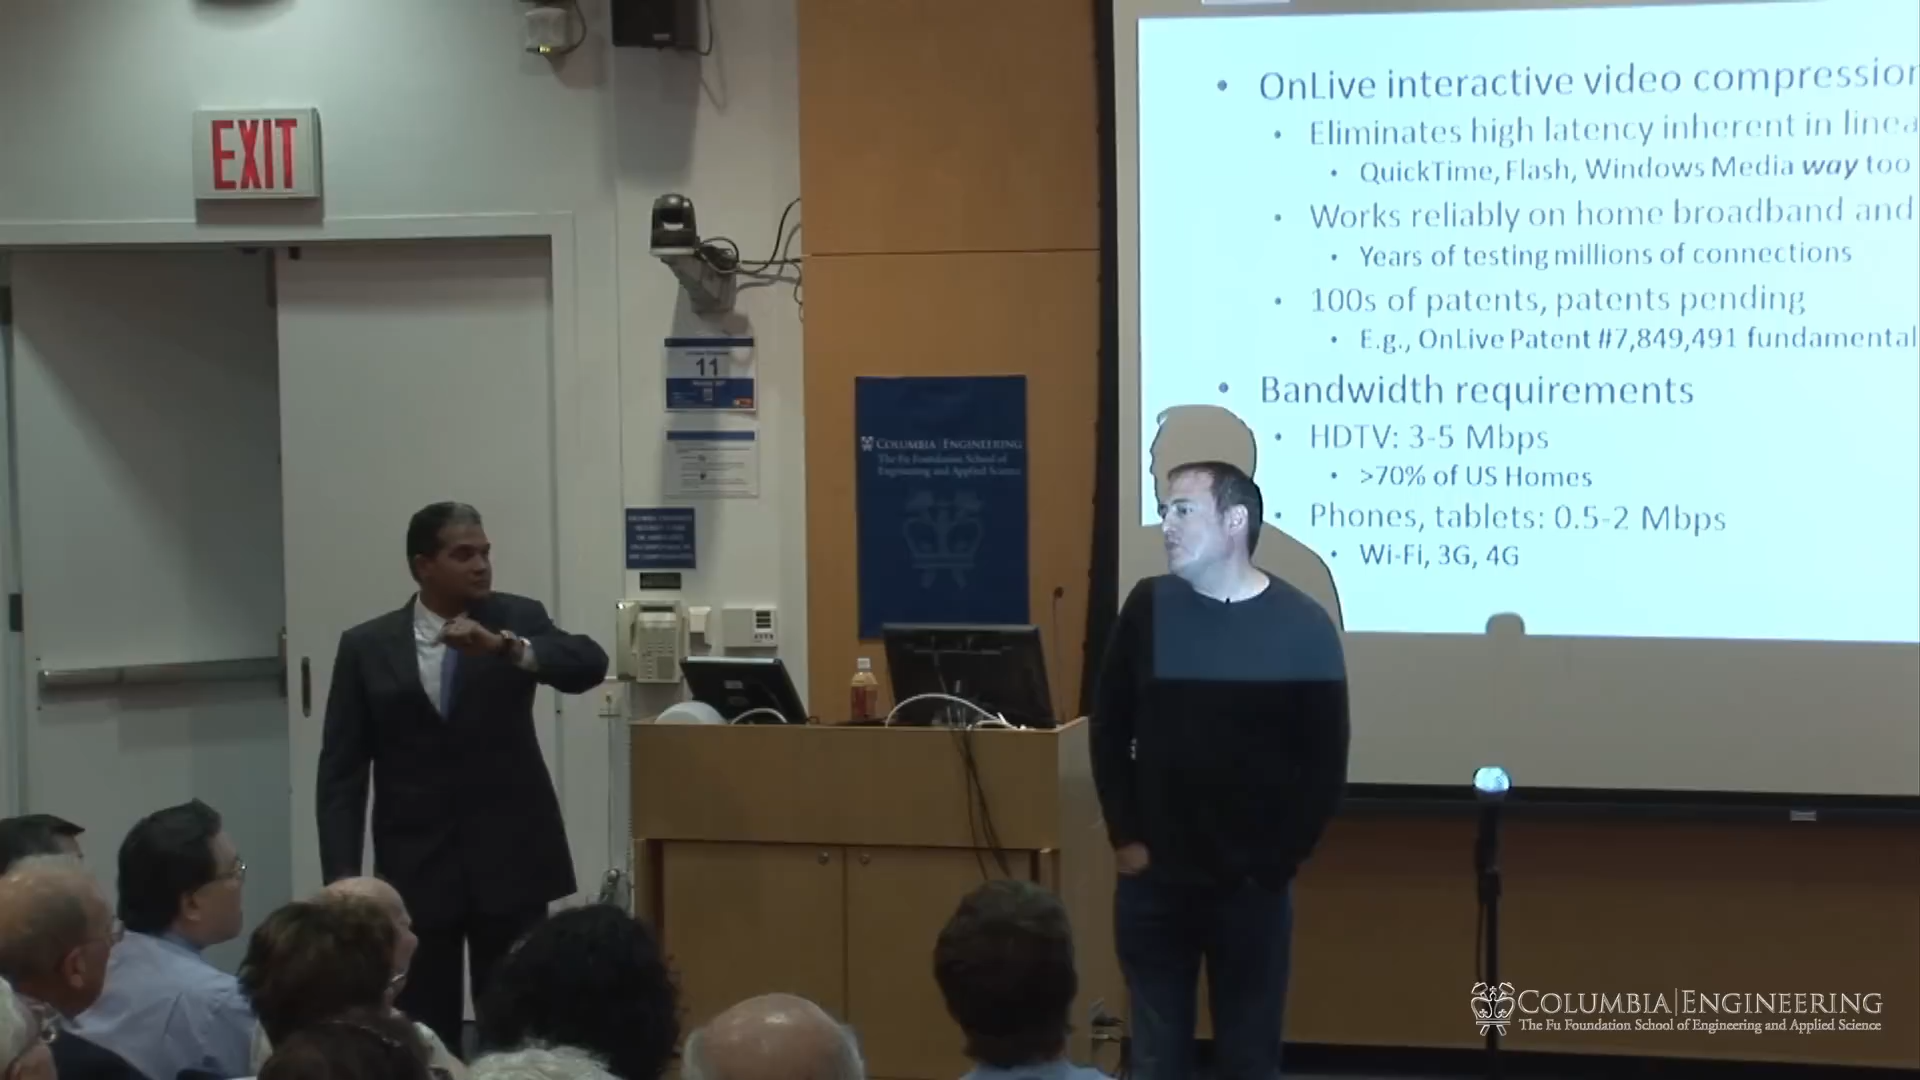 EXIT
• OnLive interactive video compression
• Eliminates high latency inherent in linea
• QuickTime, Flash, Windows Media way too
• Works reliably on home broadband and
• Years of testing millions of connections
• 100s of patents, patents pending
• E.g., OnLive Patent #7,849,491 fundamental
• Bandwidth requirements
• HDTV: 3-5 Mbps
• >70% of US Homes
• Phones, tablets: 0.5-2 Mbps
• Wi-Fi, 3G, 4G
11
COLUMBIA | ENGINEERING
The Fu Foundation School of
Engineering and Applied Science
COLUMBIA | ENGINEERING
The Fu Foundation School of Engineering and Applied Science